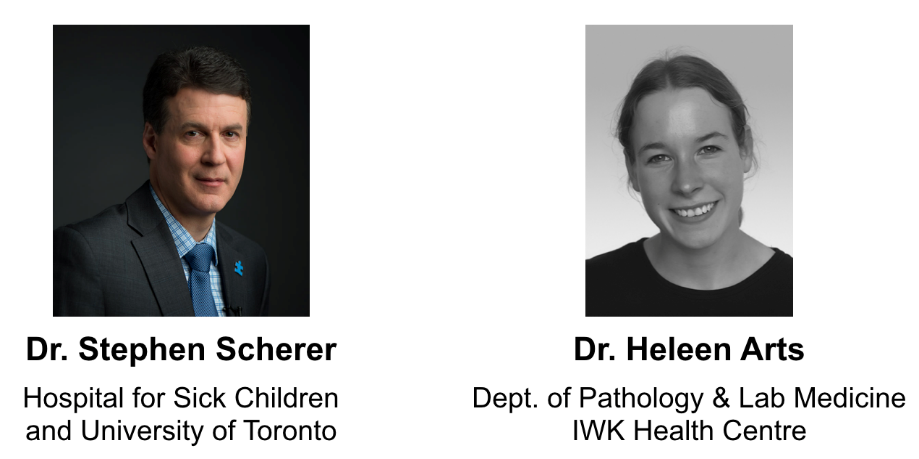 Dr. Stephen Scherer
Hospital for Sick Children
and University of Toronto
Dr. Heleen Arts
Dept. of Pathology & Lab Medicine
IWK Health Centre